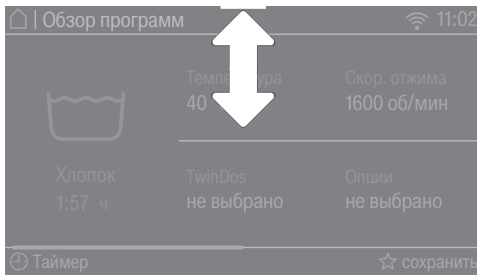 | Обзор программ 11:02
Температура Скор. отжима
40 1600 об/мин
Хлопок TwinDos Опции
1:57 ч не выбрано не выбрано
Таймер сохранить